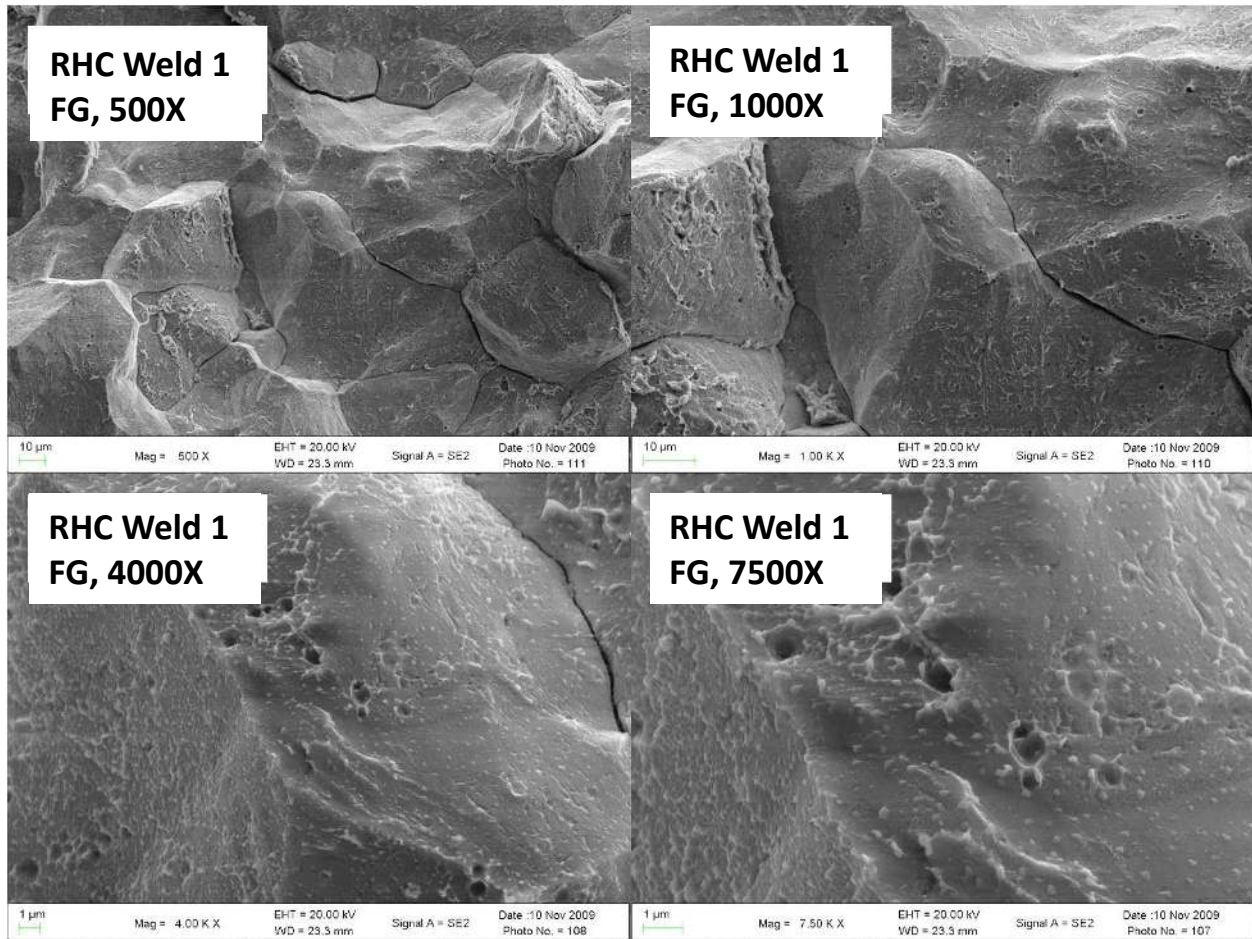 RHC Weld 1
FG, 500X
10 µm
Mag = 500 X
EHT = 20.00 kV
WD = 23.3 mm
Signal A = SE2
Date :10 Nov 2009
Photo No. = 111
RHC Weld 1
FG, 1000X
10 µm
Mag = 1.00 K X
EHT = 20.00 kV
WD = 23.3 mm
Signal A = SE2
Date :10 Nov 2009
Photo No. = 110
RHC Weld 1
FG, 4000X
1 µm
Mag = 4.00 K X
EHT = 20.00 kV
WD = 23.3 mm
Signal A = SE2
Date :10 Nov 2009
Photo No. = 108
RHC Weld 1
FG, 7500X
1 µm
Mag = 7.50 K X
EHT = 20.00 kV
WD = 23.3 mm
Signal A = SE2
Date :10 Nov 2009
Photo No. = 107